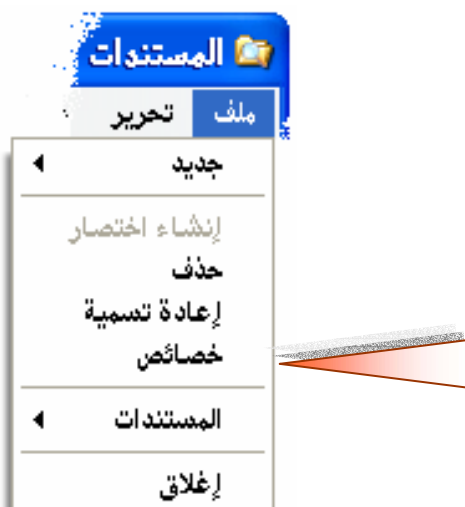 المستندات
ملف تحرير
جديد
إنشاء اختصار
حذف
إعادة تسمية
خصائص
المستندات
إغلاق